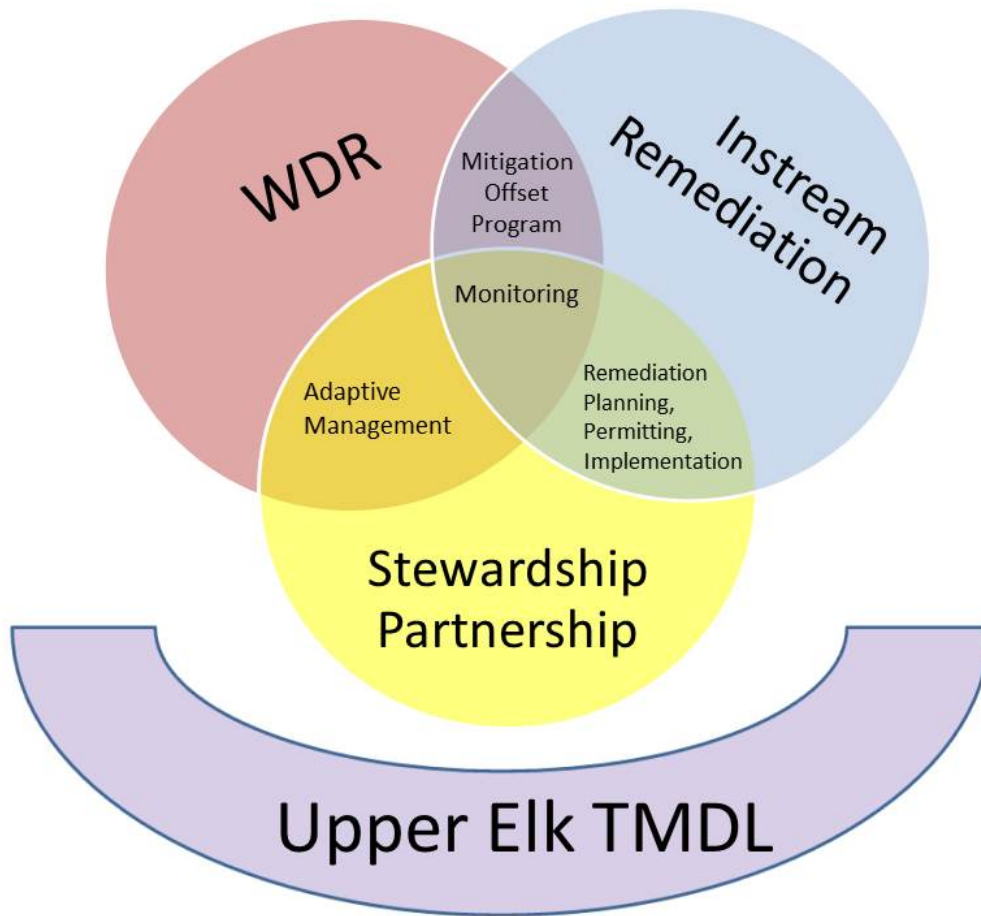 WDR
Instream
Remediation
Mitigation
Offset
Program
Monitoring
Adaptive
Management
Remediation
Planning,
Permitting,
Implementation
Stewardship
Partnership
Upper Elk TMDL